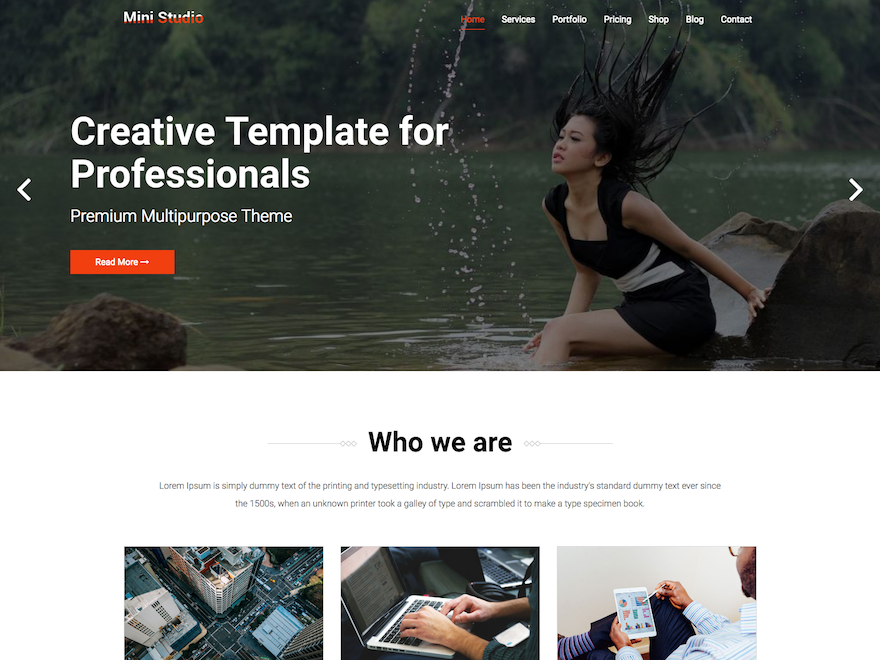 Mini Studio
Home Services Portfolio Pricing Shop Blog Contact
Creative Template for
Professionals
Premium Multipurpose Theme
Read More
Who we are
Lorem Ipsum is simply dummy text of the printing and typesetting industry. Lorem Ipsum has been the industry's standard dummy text ever since
the 1500s, when an unknown printer took a galley of type and scrambled it to make a type specimen book.